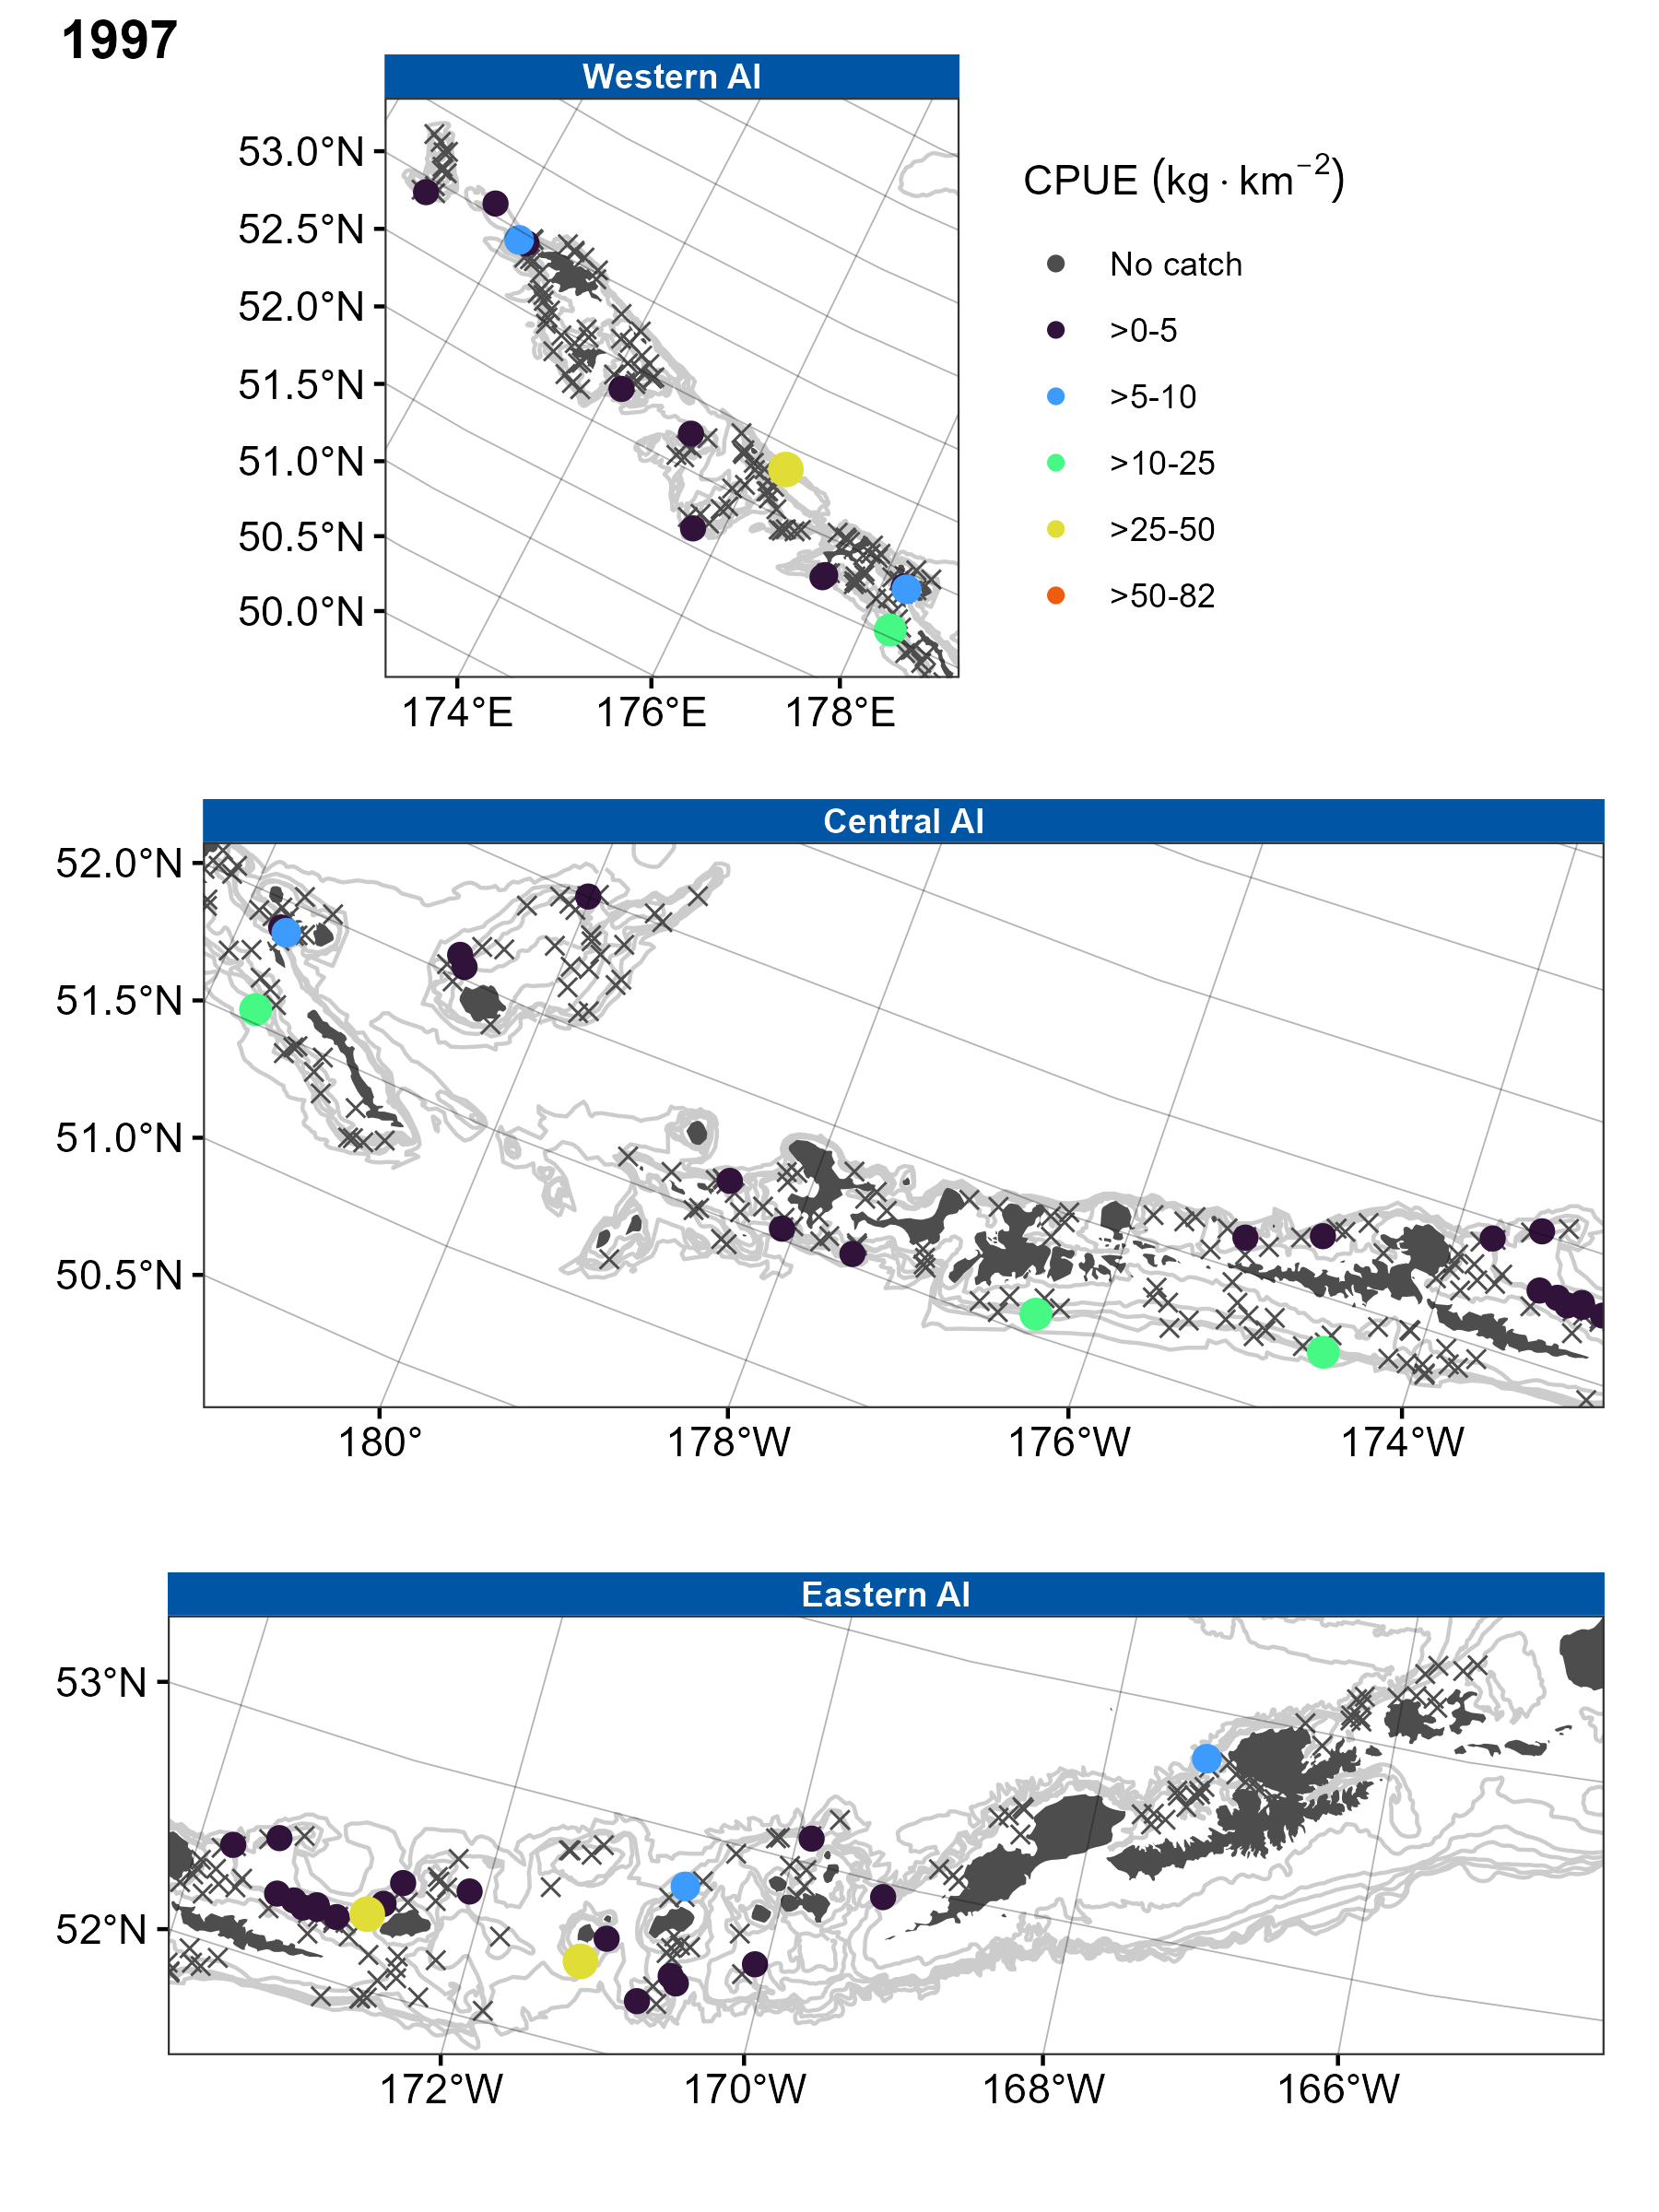 1997
Western AI
53.0°N
52.5°N
52.0°N
51.5°N
51.0°N
50.5°N
50.0°N
174°E 176°E 178°E
CPUE (kg · km⁻²)
No catch
>0-5
>5-10
>10-25
>25-50
>50-82
Central AI
52.0°N
51.5°N
51.0°N
50.5°N
180° 178°W 176°W 174°W
Eastern AI
53°N
52°N
172°W 170°W 168°W 166°W